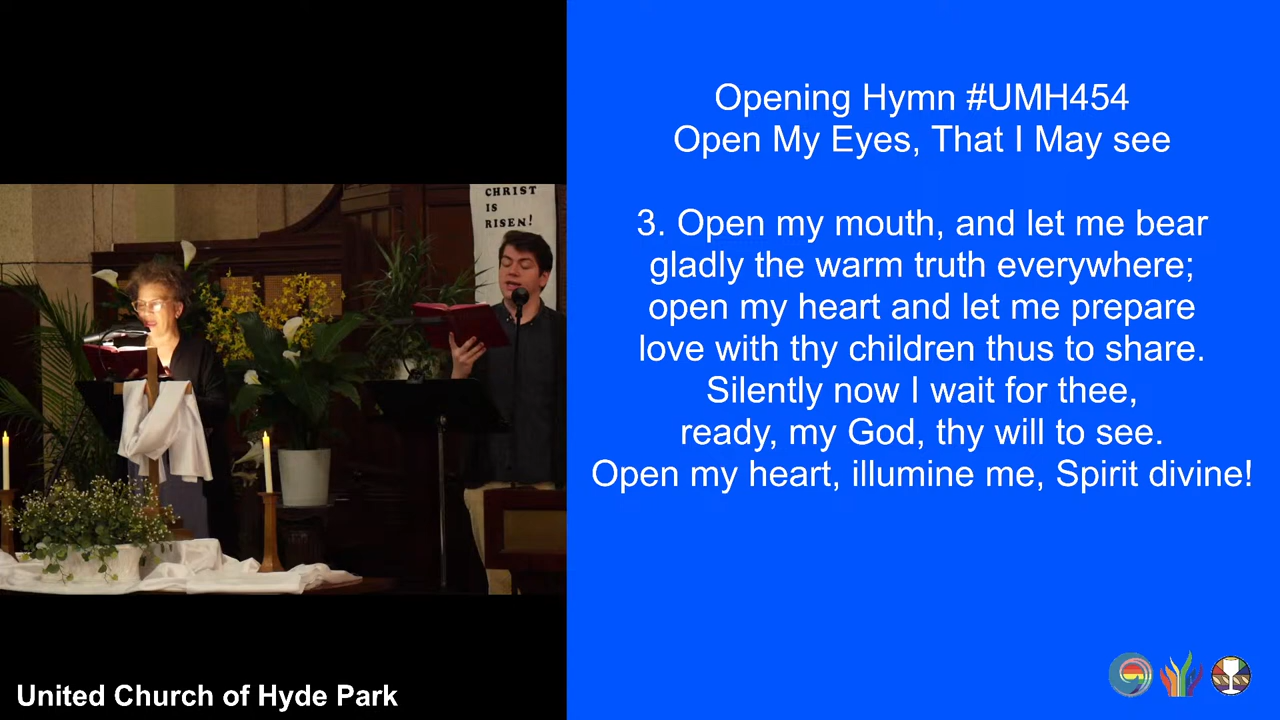 CHRIST
IS
RISEN!
United Church of Hyde Park
Opening Hymn #UMH454
Open My Eyes, That I May see
3. Open my mouth, and let me bear
gladly the warm truth everywhere;
open my heart and let me prepare
love with thy children thus to share.
Silently now I wait for thee,
ready, my God, thy will to see.
Open my heart, illumine me, Spirit divine!